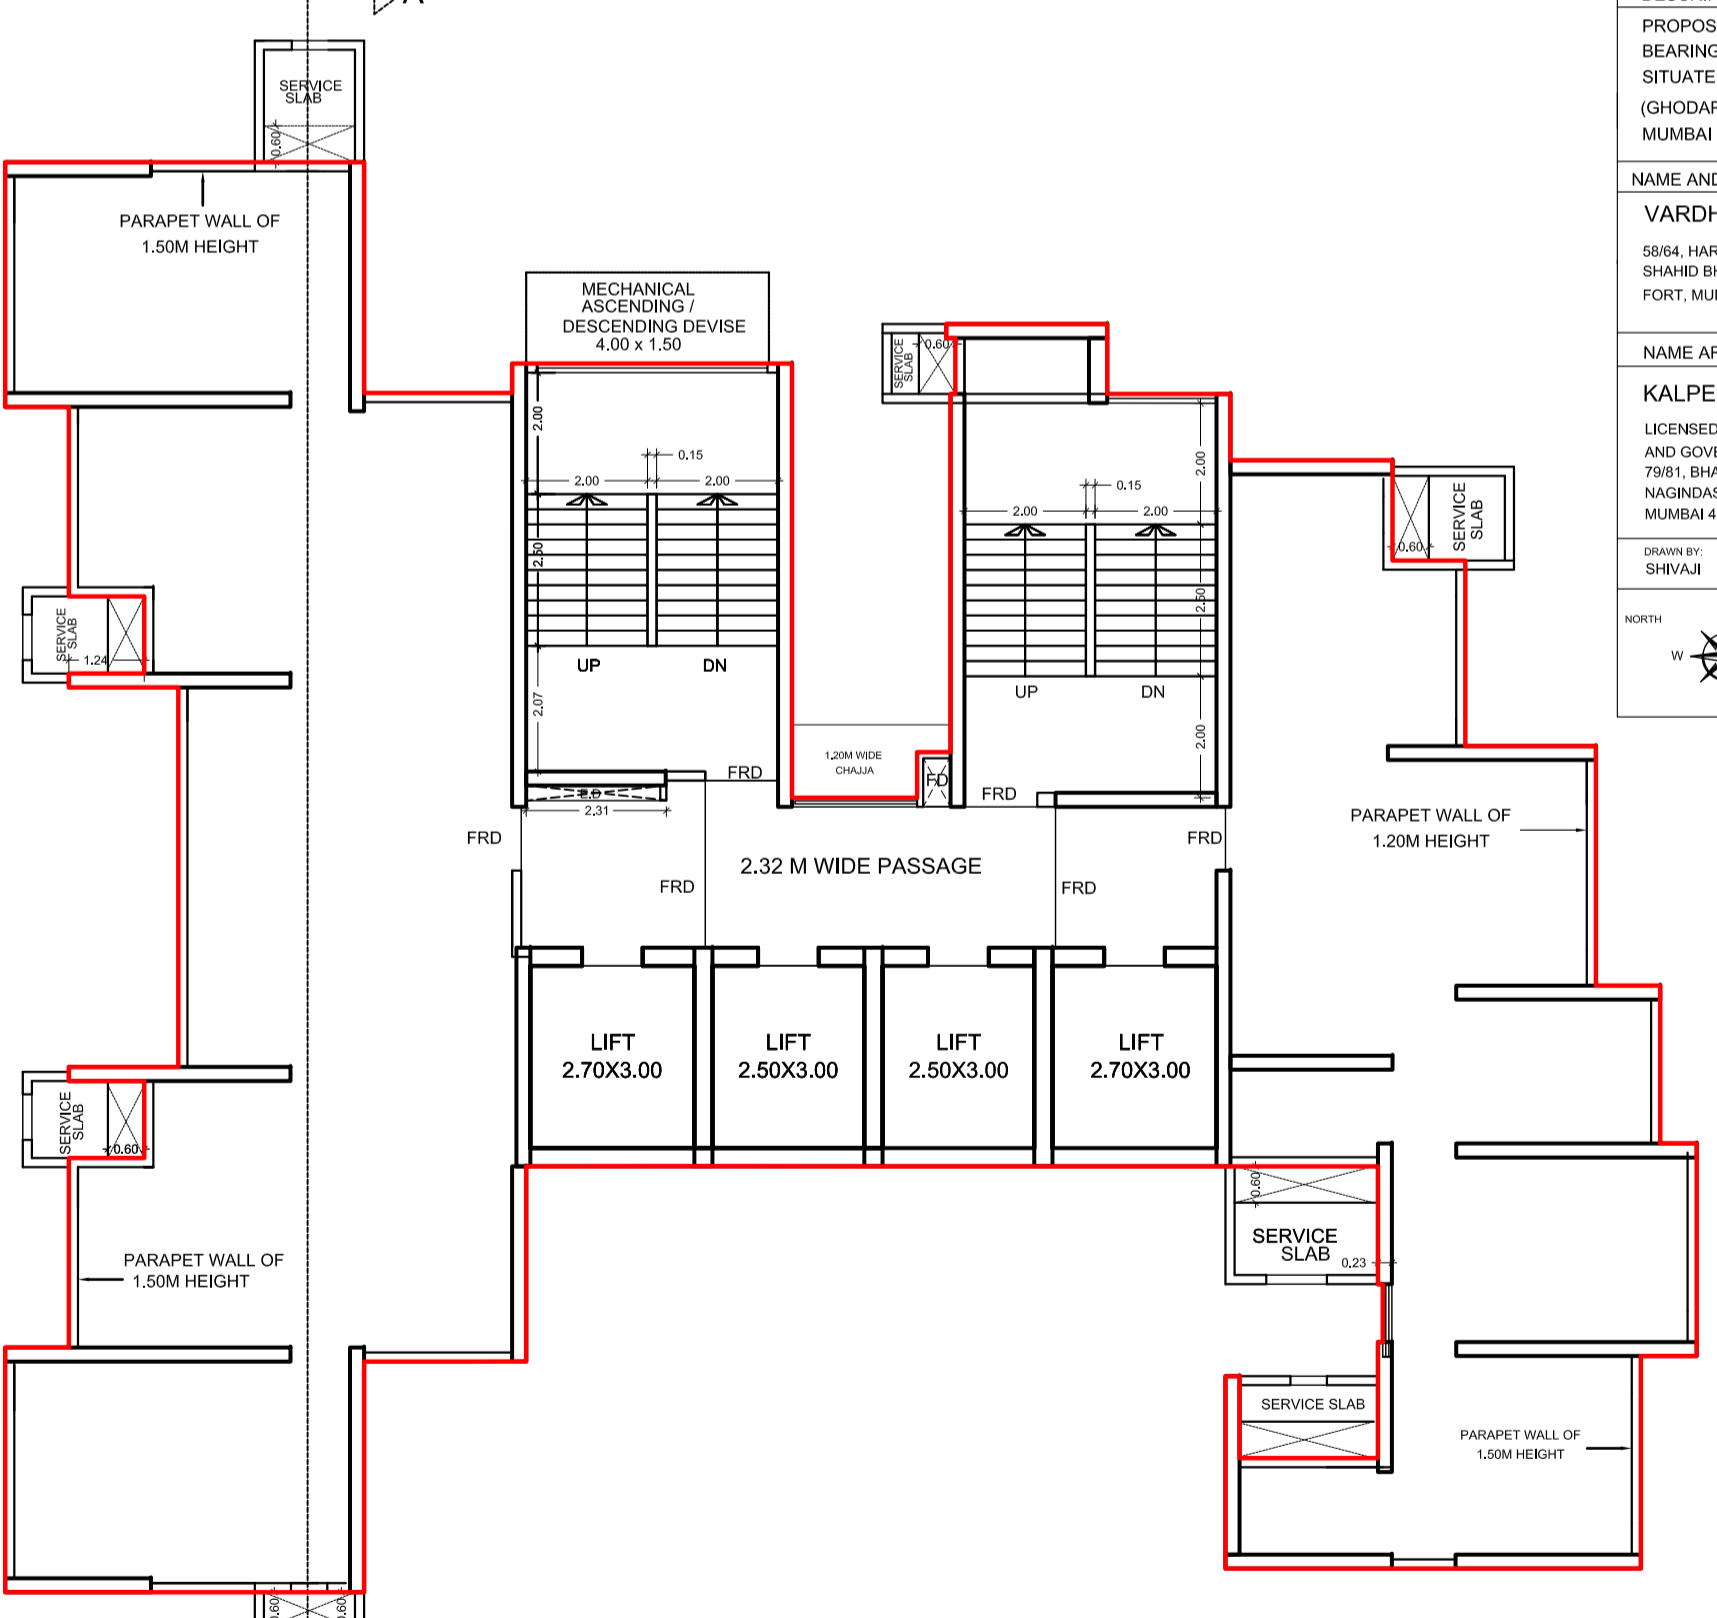 A
PROPOS
BEARING
SITUATE
(GHODAP
MUMBAI
NAME AND
VARDH
58/64, HAR
SHAHID BH
FORT, MU
NAME AR
KALPE
LICENSED
AND GOVE
79/81, BHA
NAGINDAS
MUMBAI 4
DRAWN BY:
SHIVAJI
NORTH
W
SERVICE
SLAB
0.60
PARAPET WALL OF
1.50M HEIGHT
MECHANICAL
ASCENDING /
DESCENDING DEVISE
4.00 x 1.50
SERVICE
SLAB
0.60
2.00
0.15
2.00
2.00
2.50
UP
DN
2.07
FRD
E.D
2.31
2.00
0.15
2.00
2.00
2.50
UP
DN
2.00
FRD
1.20M WIDE
CHAJJA
FD
SERVICE
SLAB
0.60
SERVICE
SLAB
1.24
FRD
FRD
2.32 M WIDE PASSAGE
FRD
FRD
PARAPET WALL OF
1.20M HEIGHT
LIFT
2.70X3.00
LIFT
2.50X3.00
LIFT
2.50X3.00
LIFT
2.70X3.00
SERVICE
SLAB
0.60
0.60
SERVICE
SLAB
0.23
PARAPET WALL OF
1.50M HEIGHT
SERVICE SLAB
PARAPET WALL OF
1.50M HEIGHT
0.60
0.60